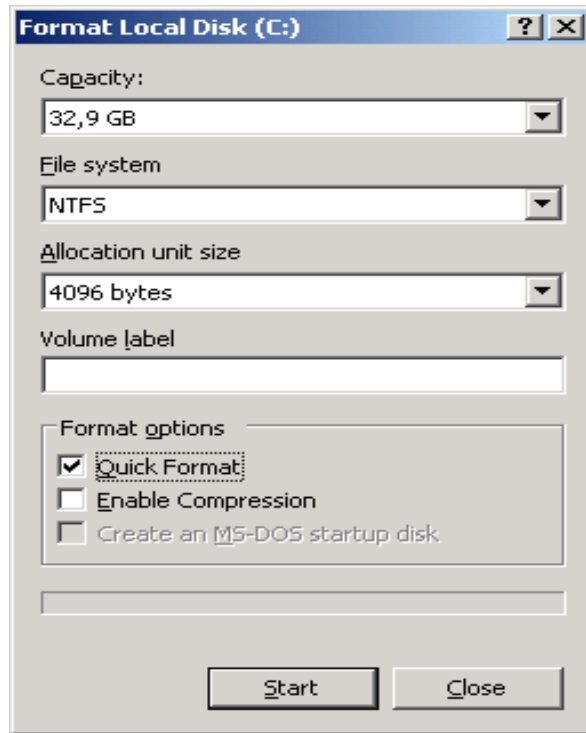 Format Local Disk (C:)
Capacity:
32,9 GB
File system
NTFS
Allocation unit size
4096 bytes
Volume label
Format options
Quick Format
Enable Compression
Create an MS-DOS startup disk
Start Close